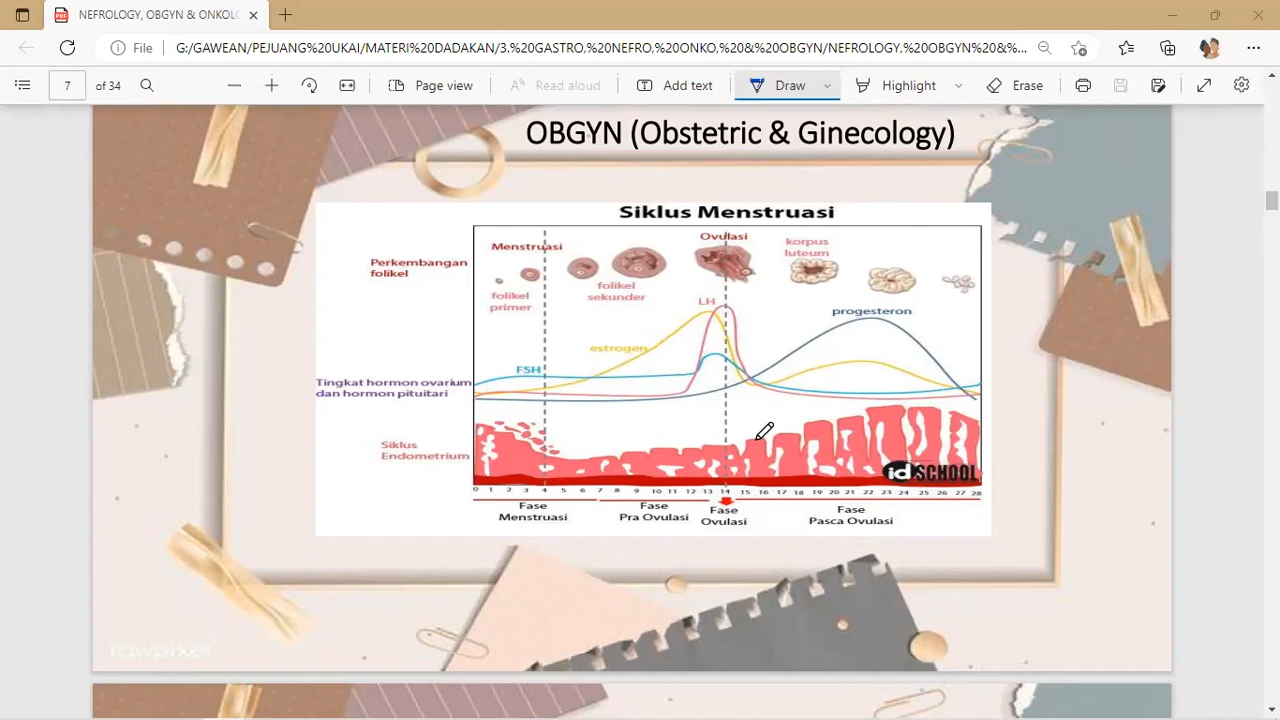 NEFROLOGY, OBGYN & ONKOL
File
G:/GAWEAN/PEJUANG%20UKAI/MATERI%20DADAKAN/3.%20GASTRO,%20NEFRO,%20ONKO,%20&%20OBGYN/NEFROLOGY,%20OBGYN%20&%...
7 of 34
Page view
Read aloud
Add text
Draw
Highlight
Erase
OBGYN (Obstetric & Ginecology)
Siklus Menstruasi
Menstruasi
Ovulasi
korpus
luteum
Perkembangan
folikel
folikel
primer
folikel
sekunder
LH
progesteron
estrogen
FSH
Tingkat hormon ovarium
dan hormon pituitari
Siklus
Endometrium
idSCHOOL
0 1 2 3 4 5 6 7 8 9 10 11 12 13 14 15 16 17 18 19 20 21 22 23 24 25 26 27 28
Fase
Menstruasi
Fase
Pra Ovulasi
Fase
Ovulasi
Fase
Pasca Ovulasi
rawpixel